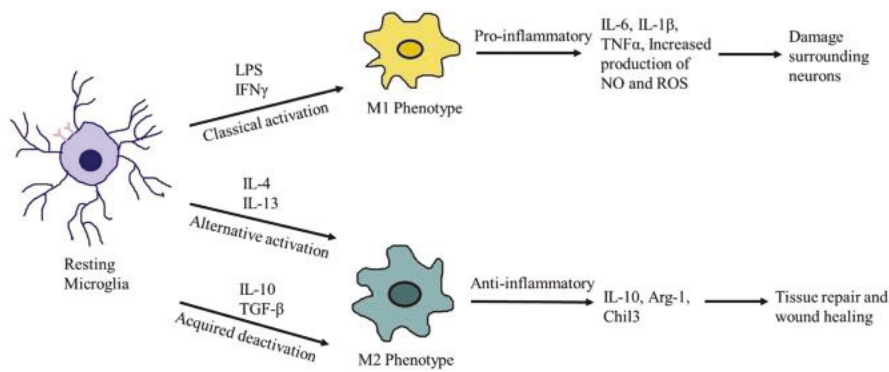 LPS
IFNγ
Classical activation
M1 Phenotype
Pro-inflammatory
IL-6, IL-1β,
TNFα, Increased
production of
NO and ROS
Damage
surrounding
neurons
Resting
Microglia
IL-4
IL-13
Alternative activation
IL-10
TGF-β
Acquired deactivation
M2 Phenotype
Anti-inflammatory
IL-10, Arg-1,
Chil3
Tissue repair and
wound healing